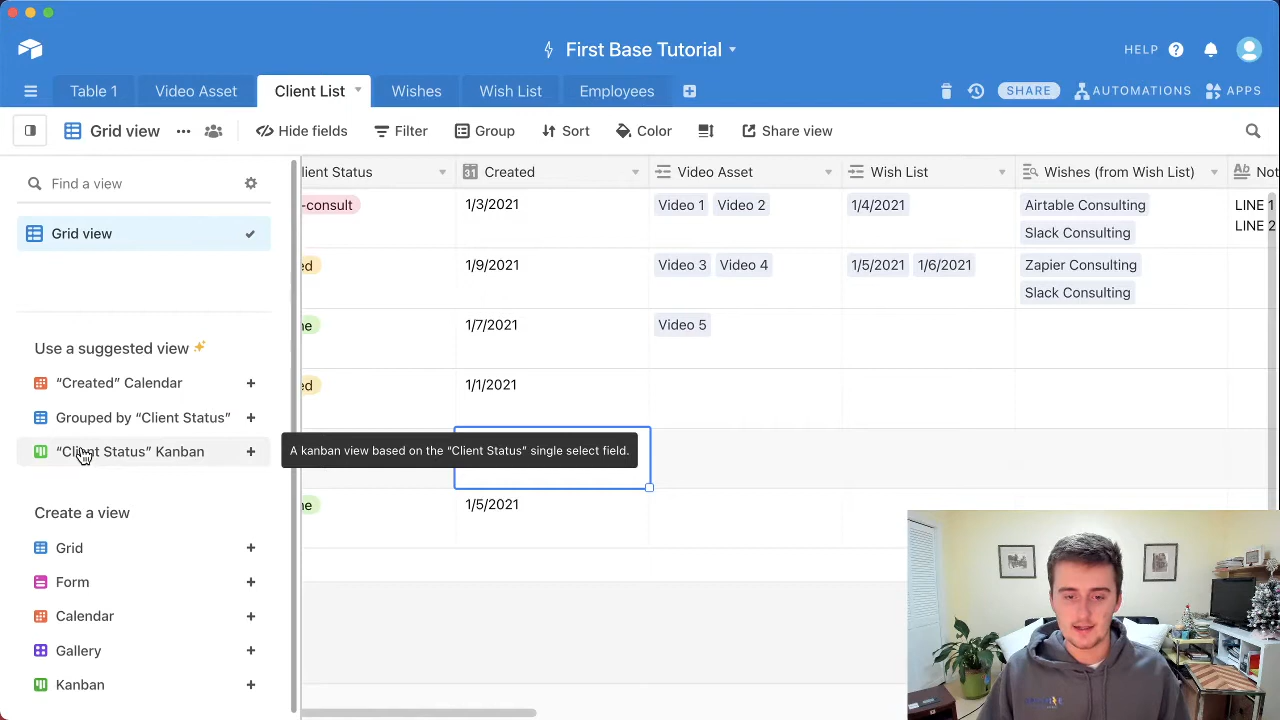 First Base Tutorial
HELP
Table 1
Video Asset
Client List
Wishes
Wish List
Employees
SHARE
AUTOMATIONS
APPS
Grid view
Hide fields
Filter
Group
Sort
Color
Share view
Find a view
Grid view
Use a suggested view
“Created” Calendar
Grouped by “Client Status”
“Client Status” Kanban
A kanban view based on the “Client Status” single select field.
Create a view
Grid
Form
Calendar
Gallery
Kanban
lient Status
31 Created
Video Asset
Wish List
Wishes (from Wish List)
Not
-consult
1/3/2021
Video 1 Video 2
1/4/2021
Airtable Consulting
Slack Consulting
LINE 1
LINE 2
ed
1/9/2021
Video 3 Video 4
1/5/2021 1/6/2021
Zapier Consulting
Slack Consulting
ne
1/7/2021
Video 5
ed
1/1/2021
ne
1/5/2021